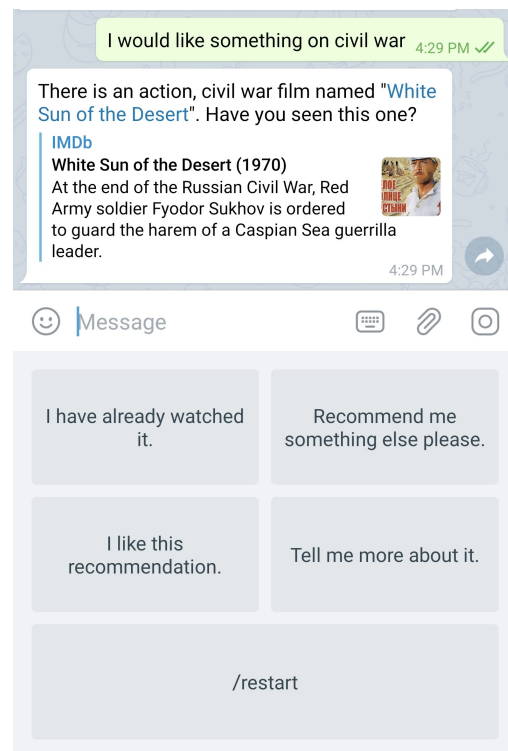 I would like something on civil war 4:29 PM
There is an action, civil war film named "White
Sun of the Desert". Have you seen this one?
IMDb
White Sun of the Desert (1970)
At the end of the Russian Civil War, Red
Army soldier Fyodor Sukhov is ordered
to guard the harem of a Caspian Sea guerrilla
leader.
4:29 PM
Message
I have already watched
it.
Recommend me
something else please.
I like this
recommendation.
Tell me more about it.
/restart